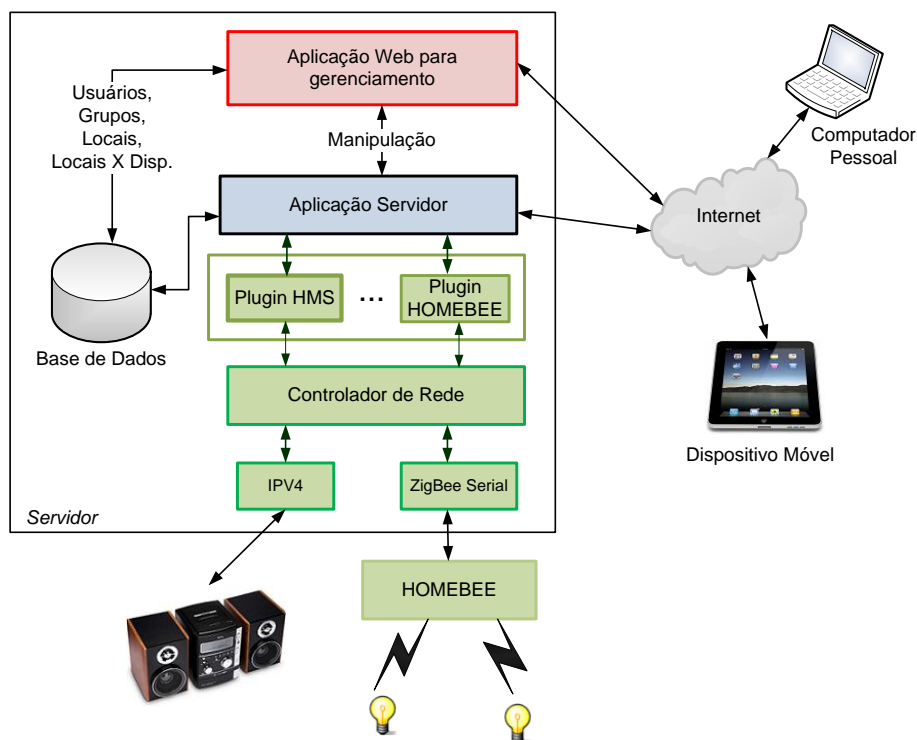 Aplicação Web para
gerenciamento
Usuários,
Grupos,
Locais,
Locais X Disp.
Manipulação
Computador
Pessoal
Aplicação Servidor
Internet
Plugin HMS
...
Plugin
HOMEBEE
Base de Dados
Controlador de Rede
Dispositivo Móvel
IPV4
ZigBee Serial
Servidor
HOMEBEE